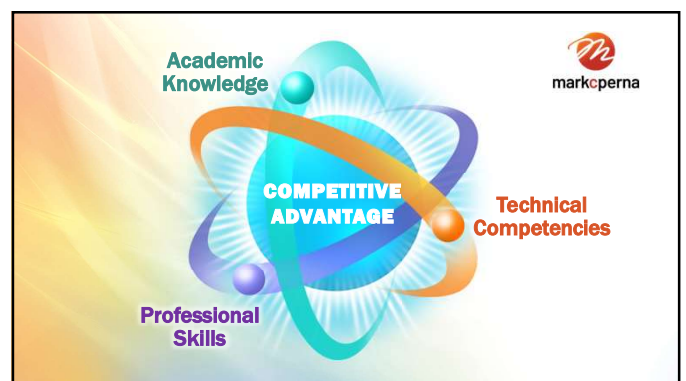 Academic
Knowledge
markcperna
COMPETITIVE
ADVANTAGE
Technical
Competencies
Professional
Skills